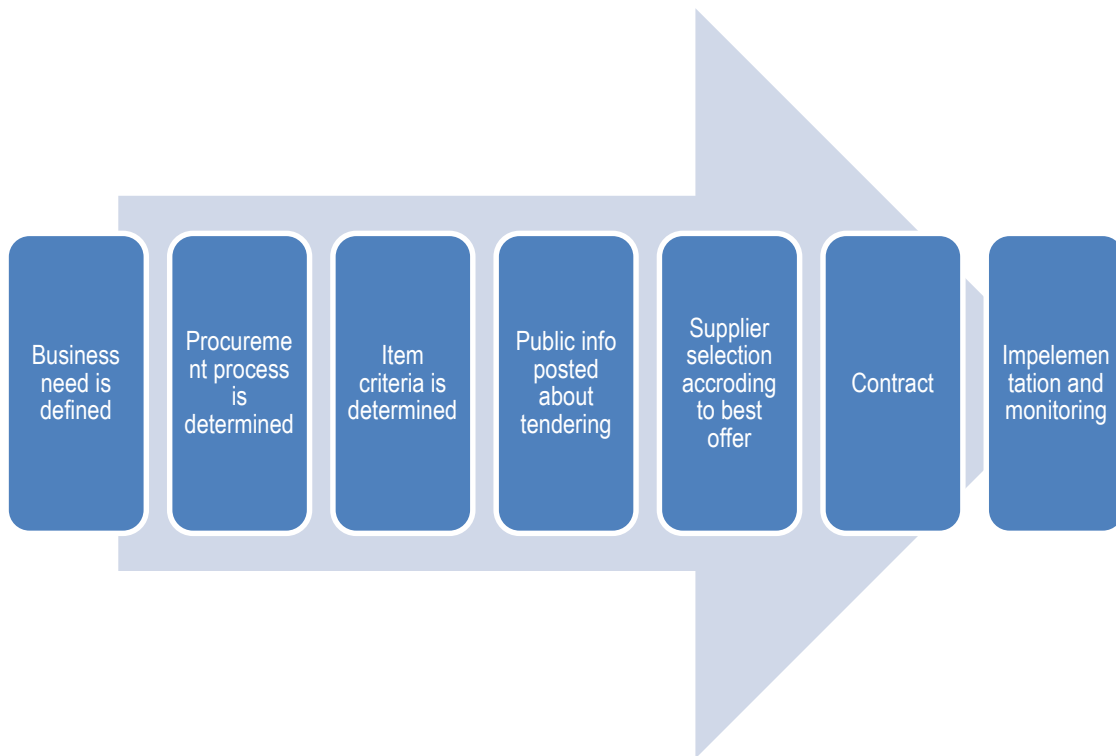 Business
need is
defined
Procureme
nt process
is
determined
Item
criteria is
determined
Public info
posted
about
tendering
Supplier
selection
accroding
to best
offer
Contract
Impelemen
tation and
monitoring